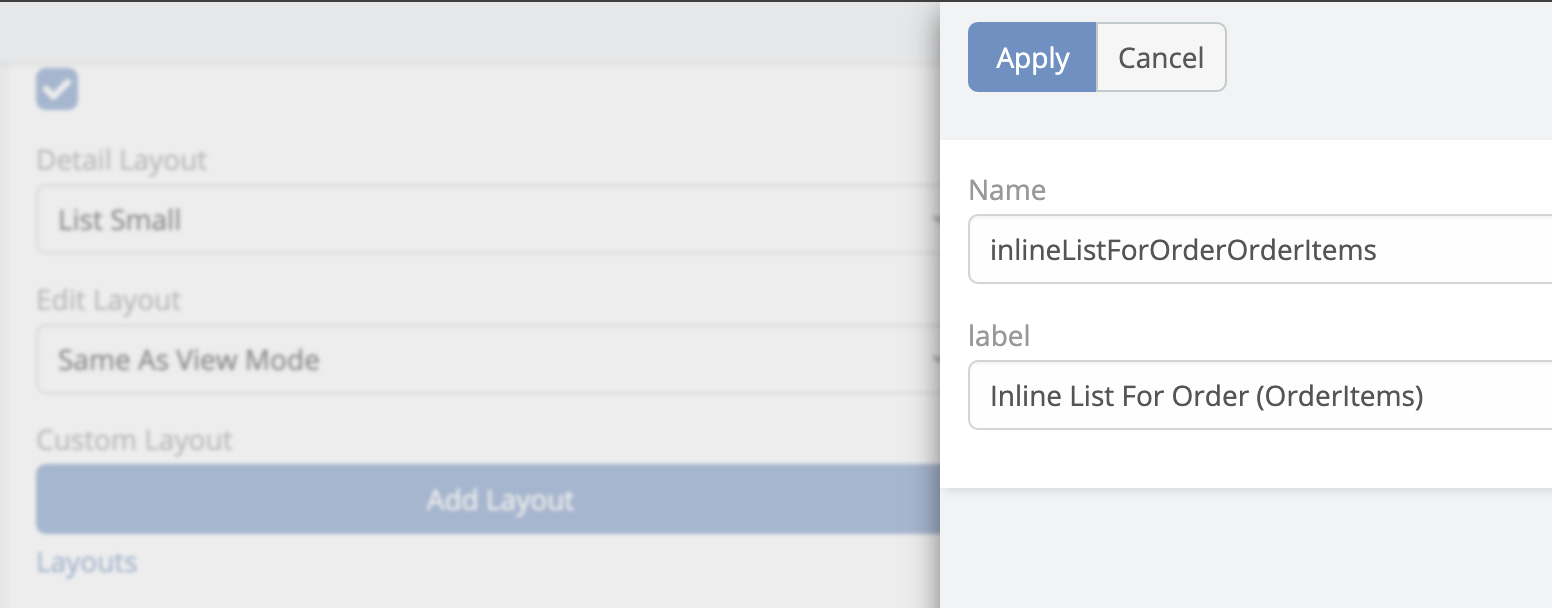 Apply
Cancel
Detail Layout
List Small
Edit Layout
Same As View Mode
Custom Layout
Add Layout
Layouts
Name
inlineListForOrderOrderItems
label
Inline List For Order (OrderItems)